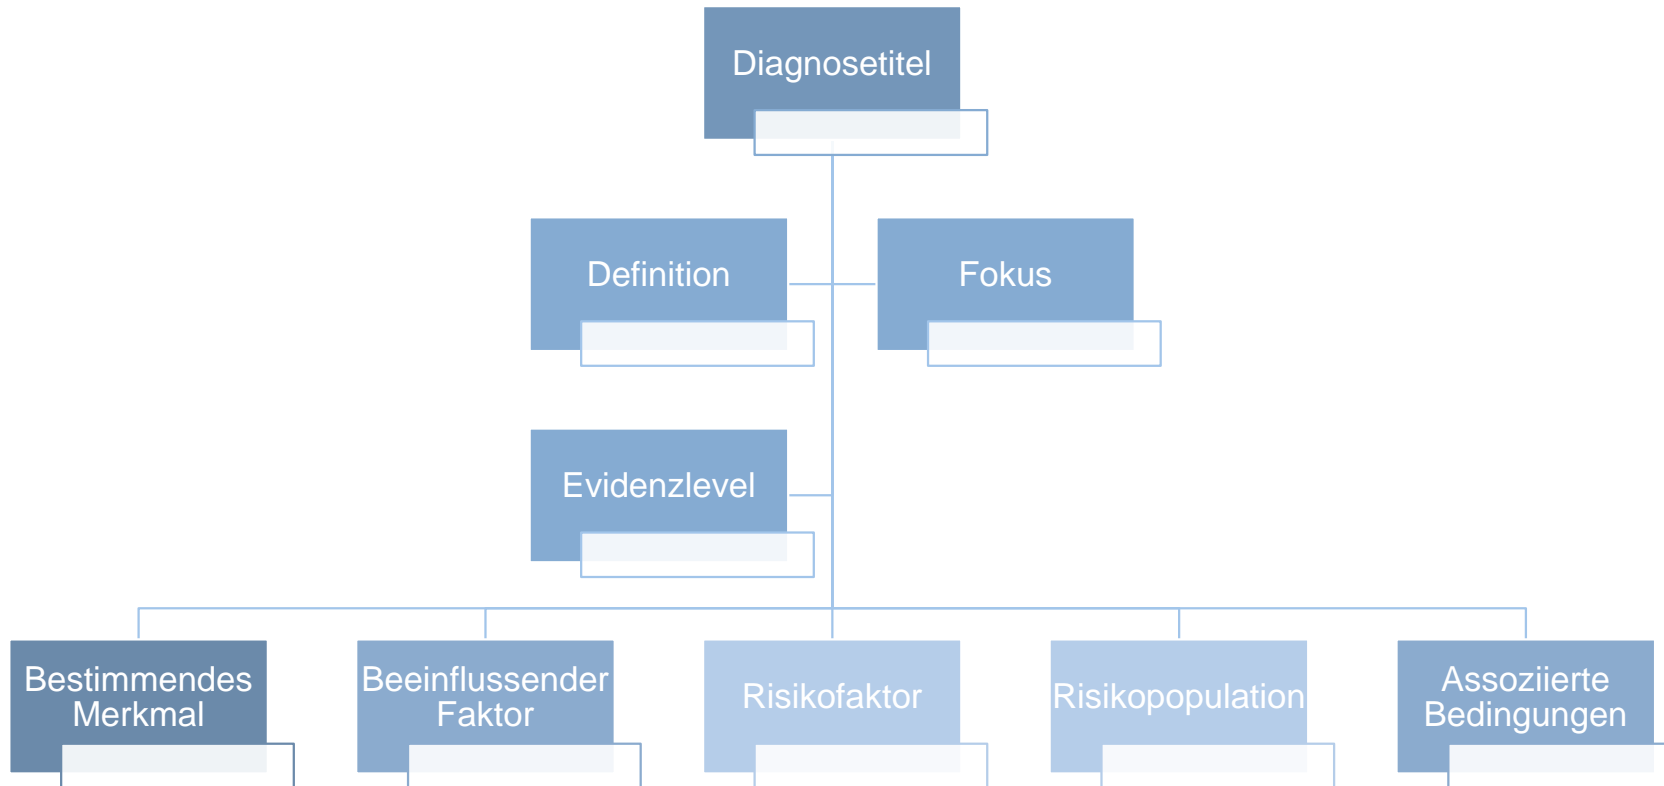 Diagnosetitel
Definition
Fokus
Evidenzlevel
Bestimmendes
Merkmal
Beeinflussender
Faktor
Risikofaktor
Risikopopulation
Assoziierte
Bedingungen